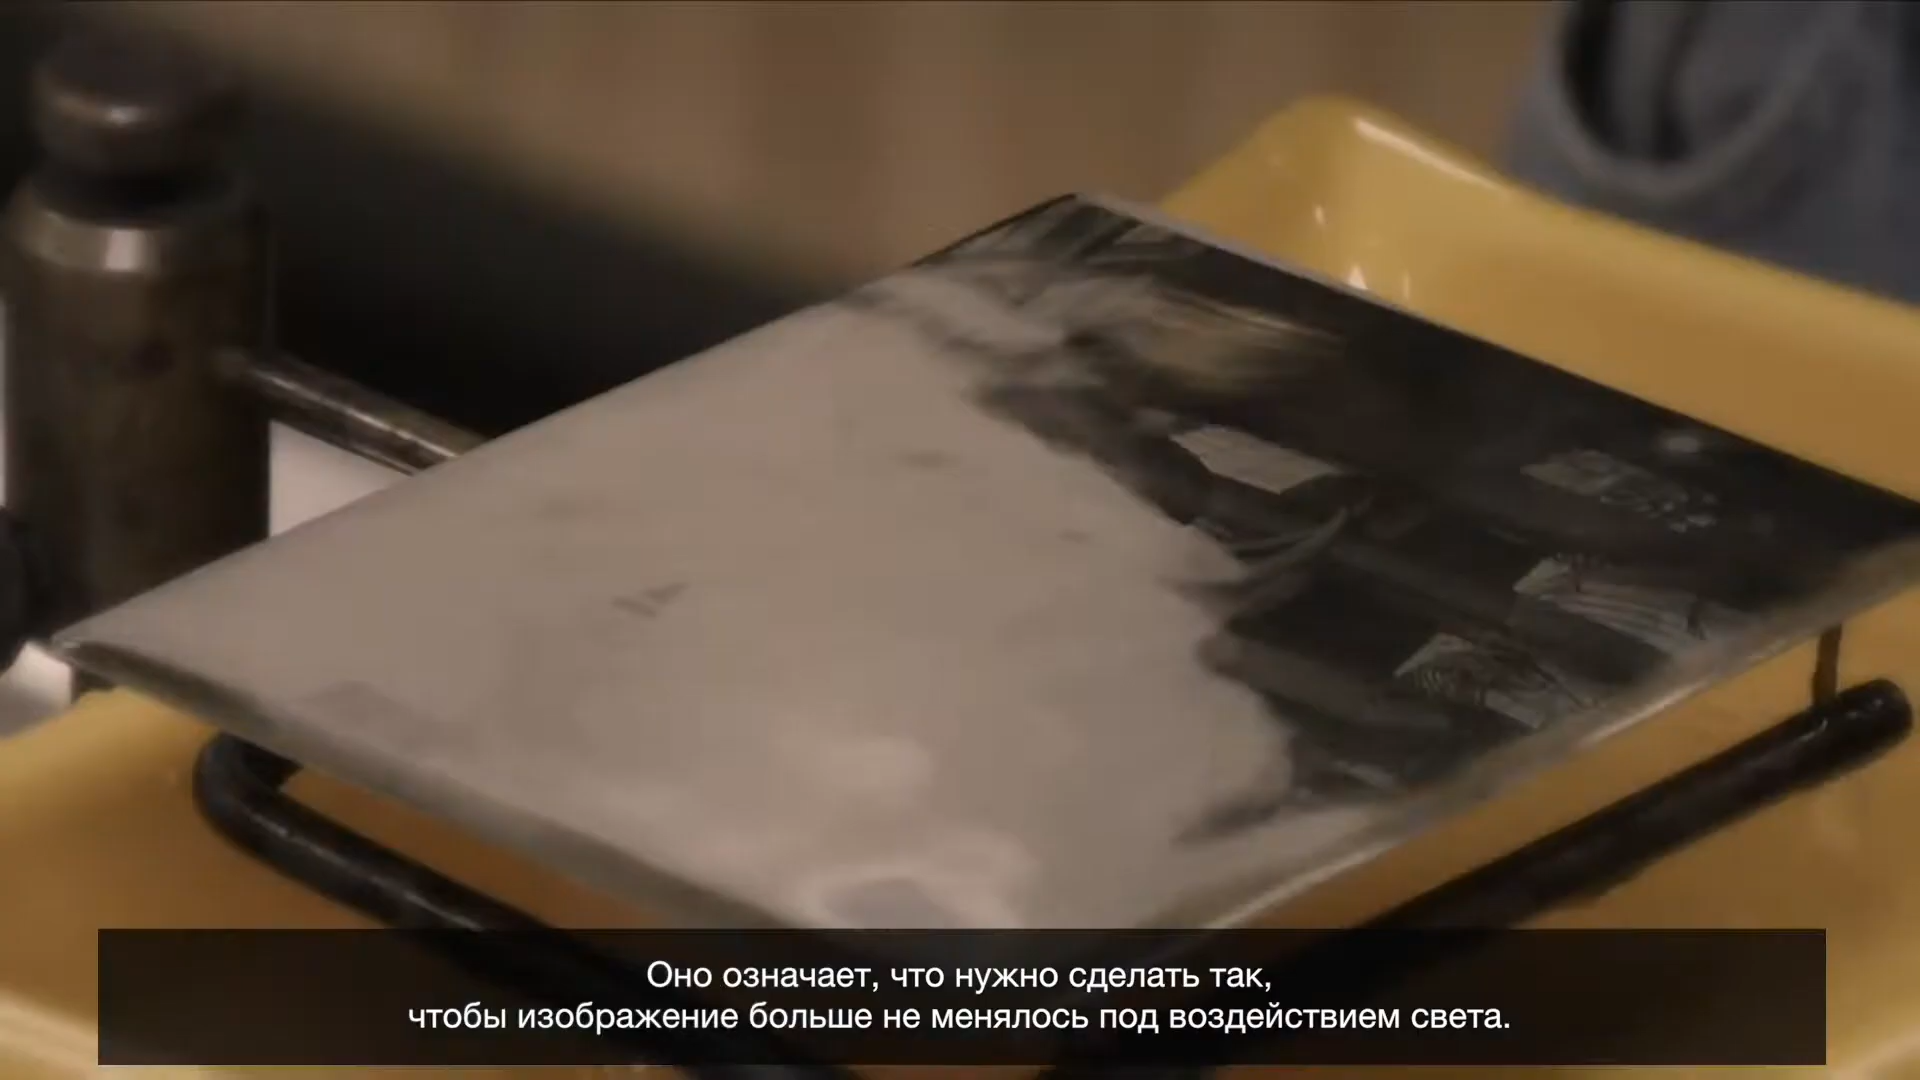 Оно означает, что нужно сделать так,
чтобы изображение больше не менялось под воздействием света.